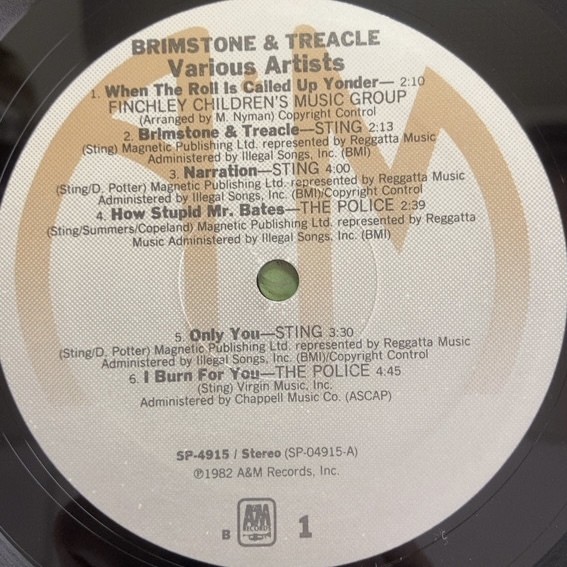 BRIMSTONE & TREACLE
Various Artists
1. When The Roll Is Called Up Yonder— 2:10
FINCHLEY CHILDREN'S MUSIC GROUP
(Arranged by M. Nyman) Copyright Control
2. Brimstone & Treacle—STING 2:13
(Sting) Magnetic Publishing Ltd. represented by Reggatta Music
Administered by Illegal Songs, Inc. (BMI)
3. Narration—STING 4:00
(Sting/D. Potter) Magnetic Publishing Ltd. represented by Reggatta Music
Administered by Illegal Songs, Inc. (BMI)/Copyright Control
4. How Stupid Mr. Bates—THE POLICE 2:39
(Sting/Summers/Copeland) Magnetic Publishing Ltd. represented by Reggatta
Music Administered by Illegal Songs, Inc. (BMI)
5. Only You—STING 3:30
(Sting/D. Potter) Magnetic Publishing Ltd. represented by Reggatta Music
Administered by Illegal Songs, Inc. (BMI)/Copyright Control
6. I Burn For You—THE POLICE 4:45
(Sting) Virgin Music, Inc.
Administered by Chappell Music Co. (ASCAP)
SP-4915 / Stereo (SP-04915-A)
℗1982 A&M Records, Inc.
B A&M RECORDS 1